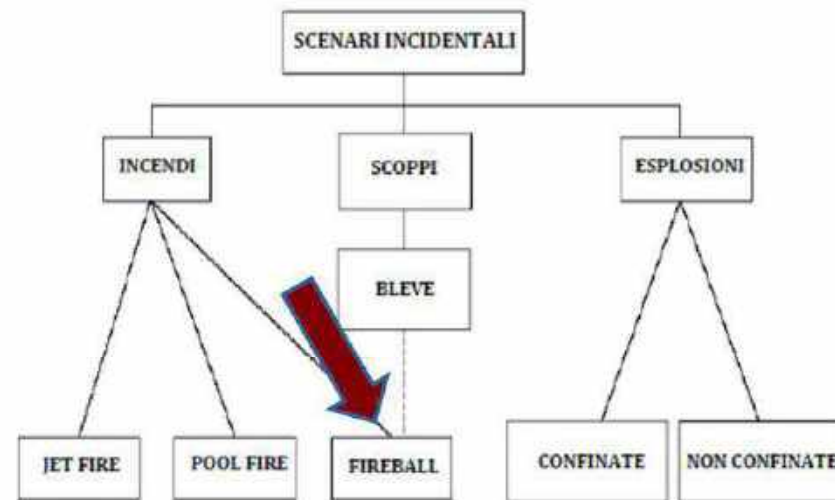 SCENARI INCIDENTALI
INCENDI
SCOPPI
ESPLOSIONI
BLEVE
JET FIRE
POOL FIRE
FIREBALL
CONFINATE
NON CONFINATE